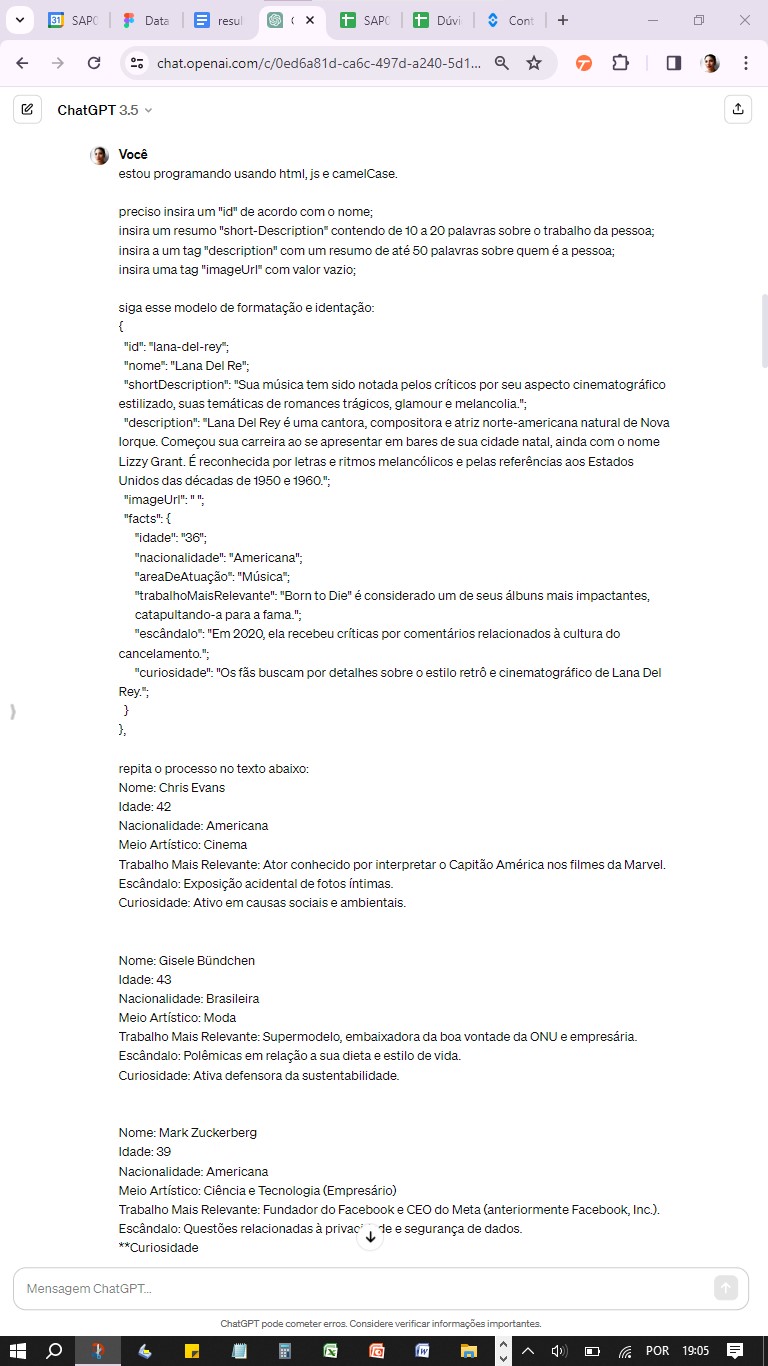 31 SAPO
Data
resu
SAPO
Dúvi
Cont
chat.openai.com/c/0ed6a81d-ca6c-497d-a240-5d1...
ChatGPT 3.5
Você
estou programando usando html, js e camelCase.
preciso insira um "id" de acordo com o nome;
insira um resumo "short-Description" contendo de 10 a 20 palavras sobre o trabalho da pessoa;
insira a um tag "description" com um resumo de até 50 palavras sobre quem é a pessoa;
insira uma tag "imageUrl" com valor vazio;
siga esse modelo de formatação e identação:
{
"id": "lana-del-rey";
"nome": "Lana Del Re";
"shortDescription": "Sua música tem sido notada pelos críticos por seu aspecto cinematográfico
estilizado, suas temáticas de romances trágicos, glamour e melancolia.";
"description": "Lana Del Rey é uma cantora, compositora e atriz norte-americana natural de Nova
Iorque. Começou sua carreira ao se apresentar em bares de sua cidade natal, ainda com o nome
Lizzy Grant. É reconhecida por letras e ritmos melancólicos e pelas referências aos Estados
Unidos das décadas de 1950 e 1960.";
"imageUrl": " ";
"facts": {
"idade": "36";
"nacionalidade": "Americana";
"areaDeAtuação": "Música";
"trabalhoMaisRelevante": "Born to Die" é considerado um de seus álbuns mais impactantes,
catapultando-a para a fama.";
"escândalo": "Em 2020, ela recebeu críticas por comentários relacionados à cultura do
cancelamento.";
"curiosidade": "Os fãs buscam por detalhes sobre o estilo retrô e cinematográfico de Lana Del
Rey.";
}
},
repita o processo no texto abaixo:
Nome: Chris Evans
Idade: 42
Nacionalidade: Americana
Meio Artístico: Cinema
Trabalho Mais Relevante: Ator conhecido por interpretar o Capitão América nos filmes da Marvel.
Escândalo: Exposição acidental de fotos íntimas.
Curiosidade: Ativo em causas sociais e ambientais.
Nome: Gisele Bündchen
Idade: 43
Nacionalidade: Brasileira
Meio Artístico: Moda
Trabalho Mais Relevante: Supermodelo, embaixadora da boa vontade da ONU e empresária.
Escândalo: Polêmicas em relação a sua dieta e estilo de vida.
Curiosidade: Ativa defensora da sustentabilidade.
Nome: Mark Zuckerberg
Idade: 39
Nacionalidade: Americana
Meio Artístico: Ciência e Tecnologia (Empresário)
Trabalho Mais Relevante: Fundador do Facebook e CEO do Meta (anteriormente Facebook, Inc.).
Escândalo: Questões relacionadas à privacidade e segurança de dados.
**Curiosidade
Mensagem ChatGPT...
ChatGPT pode cometer erros. Considere verificar informações importantes.
POR 19:05